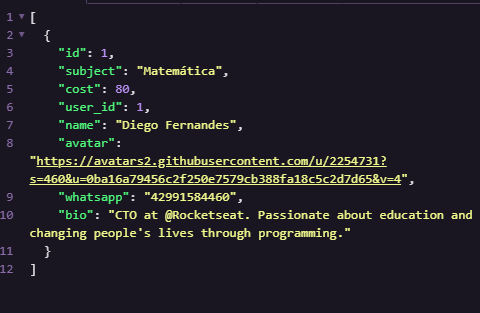 1 [
2 {
3 "id": 1,
4 "subject": "Matemática",
5 "cost": 80,
6 "user_id": 1,
7 "name": "Diego Fernandes",
8 "avatar":
"https://avatars2.githubusercontent.com/u/2254731?
s=460&u=0ba16a79456c2f250e7579cb388fa18c5c2d7d65&v=4",
9 "whatsapp": "42991584460",
10 "bio": "CTO at @Rocketseat. Passionate about education and
changing people's lives through programming."
11 }
12 ]